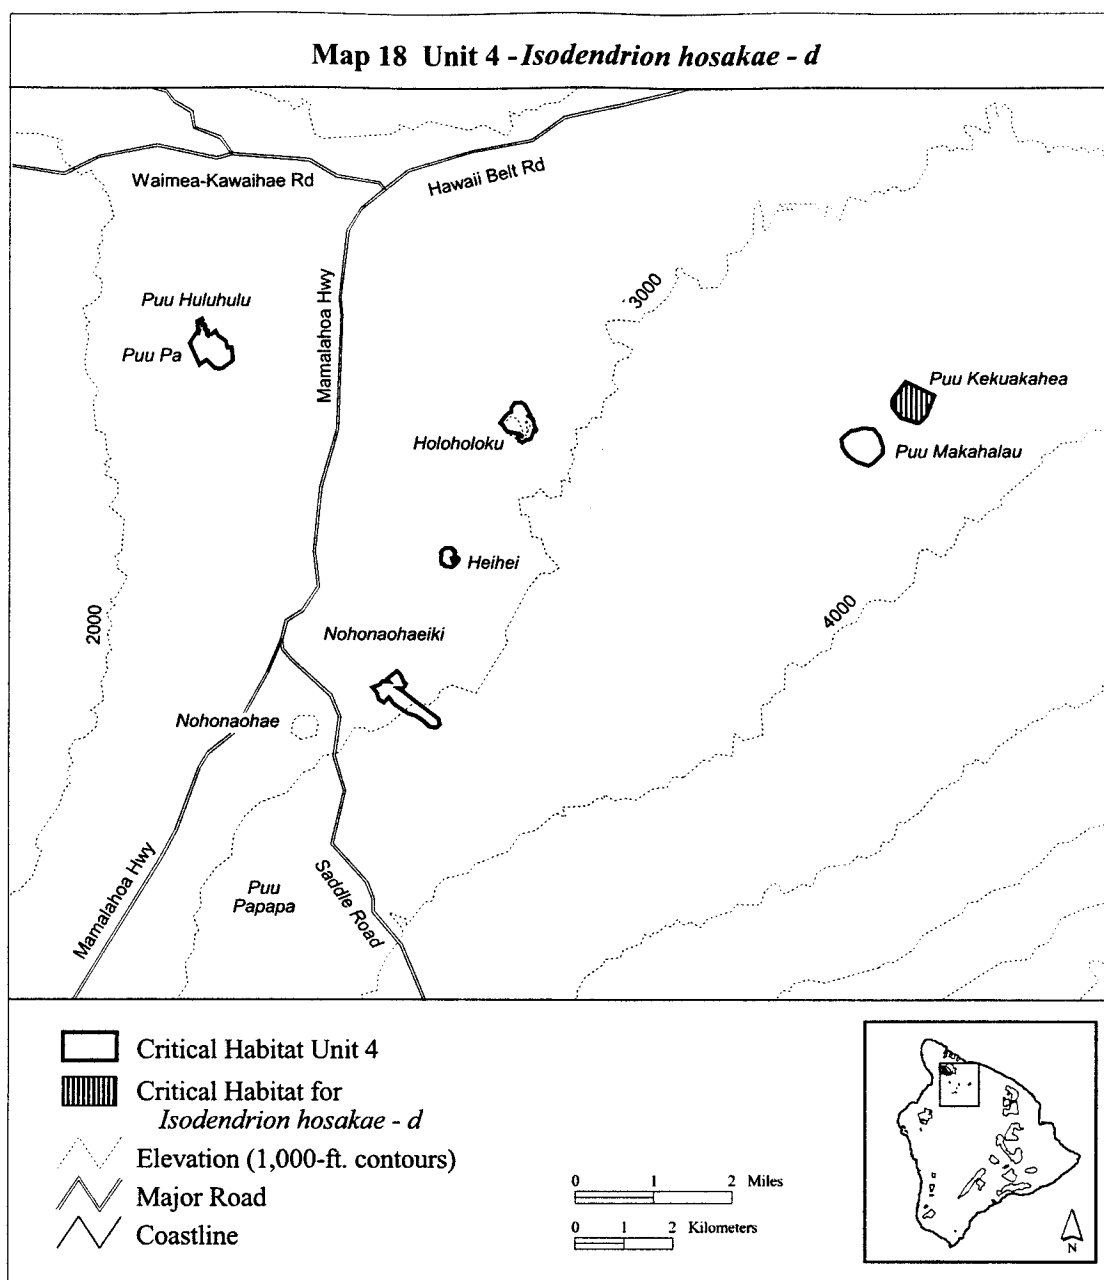 Map 18 Unit 4 - Isodendrion hosakae - d
Waimea-Kawaihae Rd
Hawaii Belt Rd
Mamalahoa Hwy
3000
Puu Huluhulu
Puu Pa
Puu Kekuakahea
Holoholoku
Puu Makahalau
Heihei
2000
4000
Nohonaohaeiki
Nohonaohae
Mamalahoa Hwy
Saddle Road
Puu
Papapa
Critical Habitat Unit 4
Critical Habitat for
Isodendrion hosakae - d
Elevation (1,000-ft. contours)
Major Road
Coastline
0 1 2 Miles
0 1 2 Kilometers
N